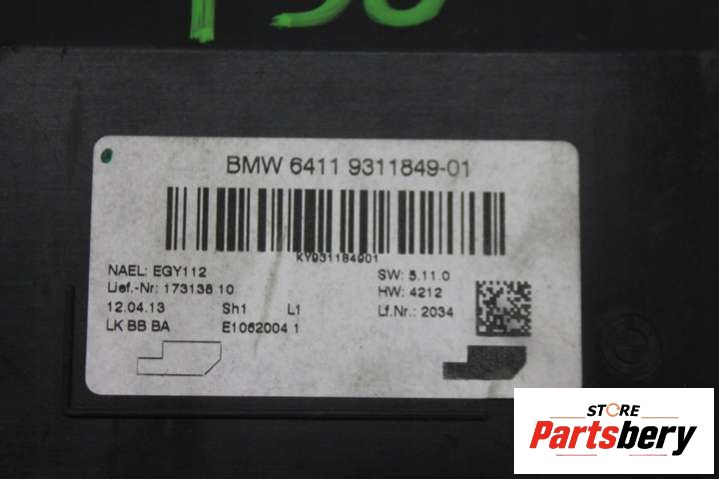 BMW 6411 9311849-01
KY931184901
NAEL: EGY112
SW: 5.11.0
Lief.-Nr: 173138 10
HW: 4212
12.04.13 Sh1 L1
Lf.Nr.: 2034
LK BB BA E1062004 1
STORE
Partsbery